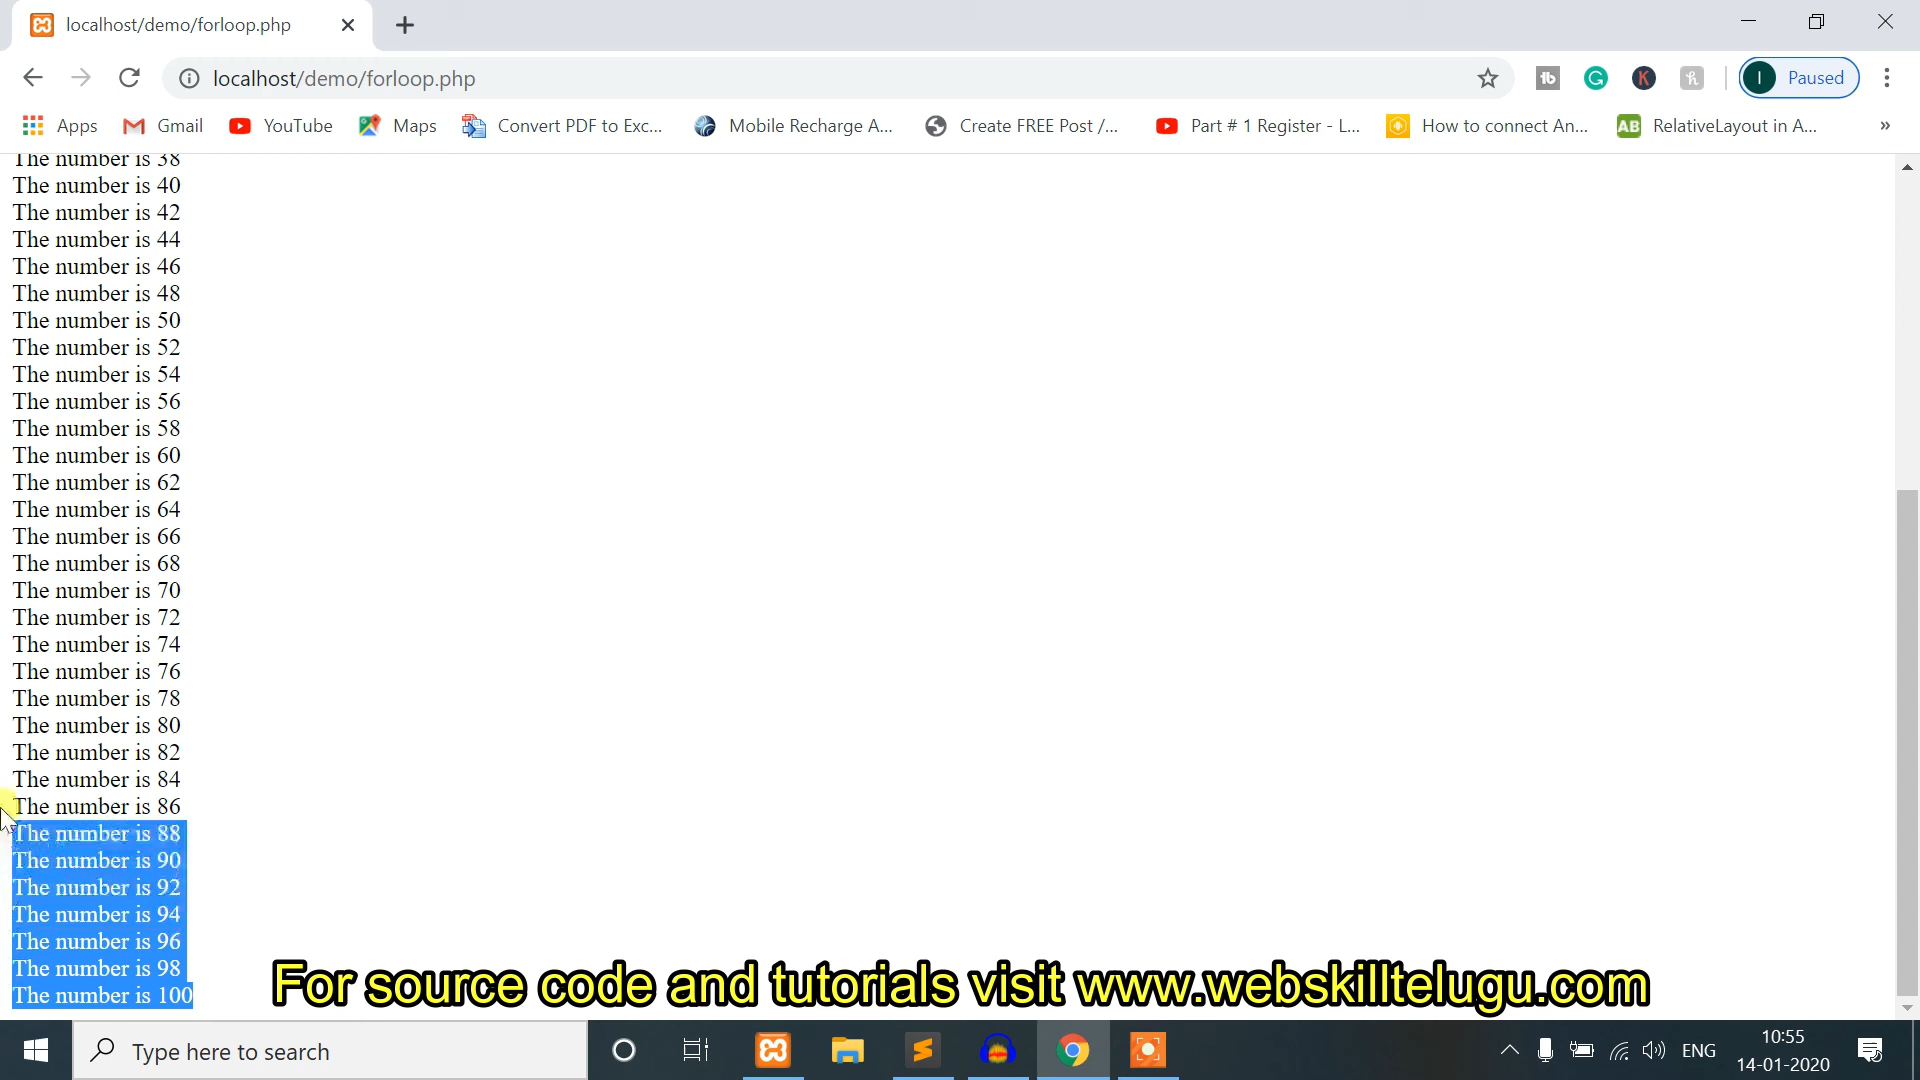 localhost/demo/forloop.php
localhost/demo/forloop.php
Paused
Apps
Gmail
YouTube
Maps
Convert PDF to Exc...
Mobile Recharge A...
Create FREE Post /...
Part # 1 Register - L...
How to connect An...
AB RelativeLayout in A...
The number is 38
The number is 40
The number is 42
The number is 44
The number is 46
The number is 48
The number is 50
The number is 52
The number is 54
The number is 56
The number is 58
The number is 60
The number is 62
The number is 64
The number is 66
The number is 68
The number is 70
The number is 72
The number is 74
The number is 76
The number is 78
The number is 80
The number is 82
The number is 84
The number is 86
The number is 88
The number is 90
The number is 92
The number is 94
The number is 96
The number is 98
The number is 100
For source code and tutorials visit www.webskilltelugu.com
Type here to search
ENG
10:55
14-01-2020